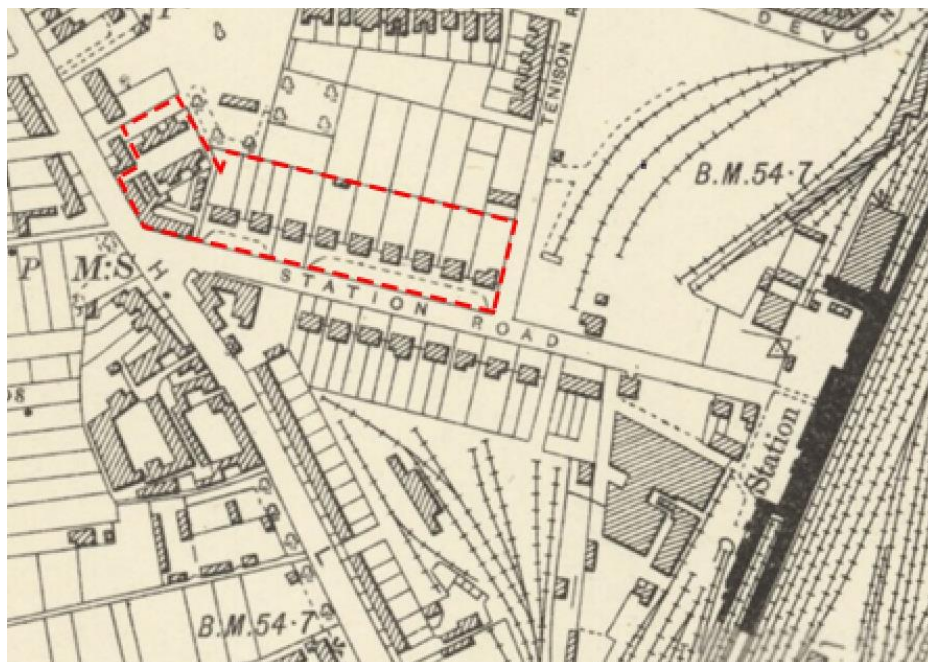 DEVON
TENISON R
B.M.54·7
P
M:S
H
I
L
L
STATION ROAD
Station
B.M.54·7